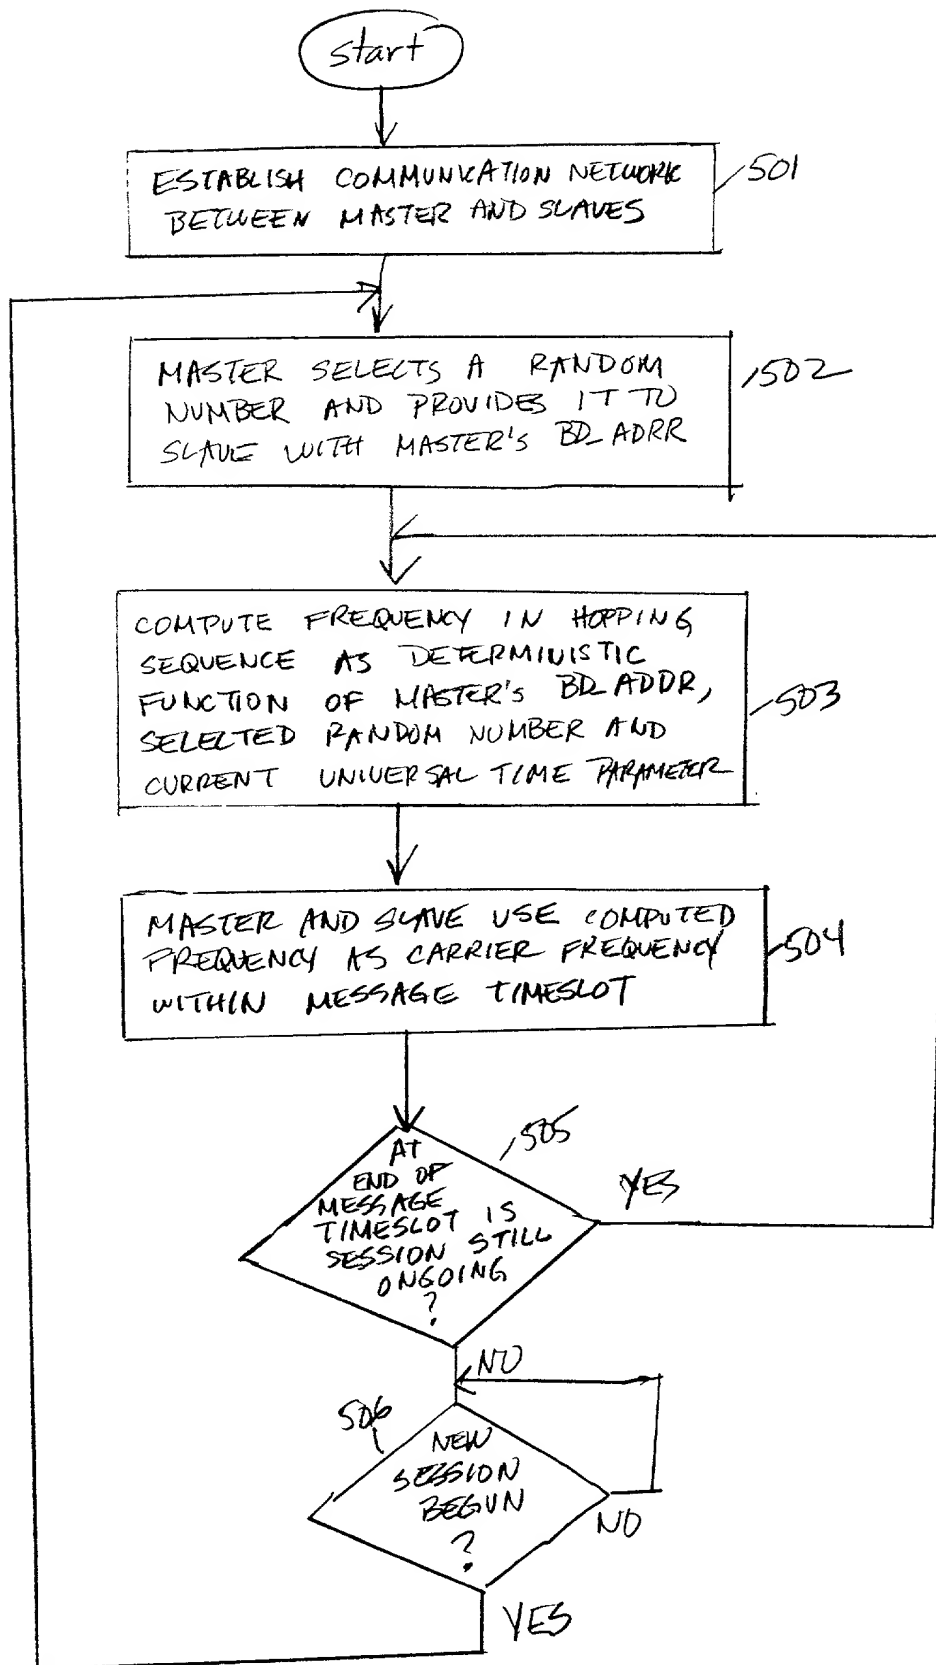 start
ESTABLISH COMMUNICATION NETWORK
BETWEEN MASTER AND SLAVES
501
MASTER SELECTS A RANDOM
NUMBER AND PROVIDES IT TO
SLAVE WITH MASTER'S BD_ADRR
502
COMPUTE FREQUENCY IN HOPPING
SEQUENCE AS DETERMINISTIC
FUNCTION OF MASTER'S BD_ADDR,
SELECTED RANDOM NUMBER AND
CURRENT UNIVERSAL TIME PARAMETER
503
MASTER AND SLAVE USE COMPUTED
FREQUENCY AS CARRIER FREQUENCY
WITHIN MESSAGE TIMESLOT
504
505
AT
END OF
MESSAGE
TIMESLOT IS
SESSION STILL
ONGOING
?
YES
NO
506
NEW
SESSION
BEGUN
?
NO
YES